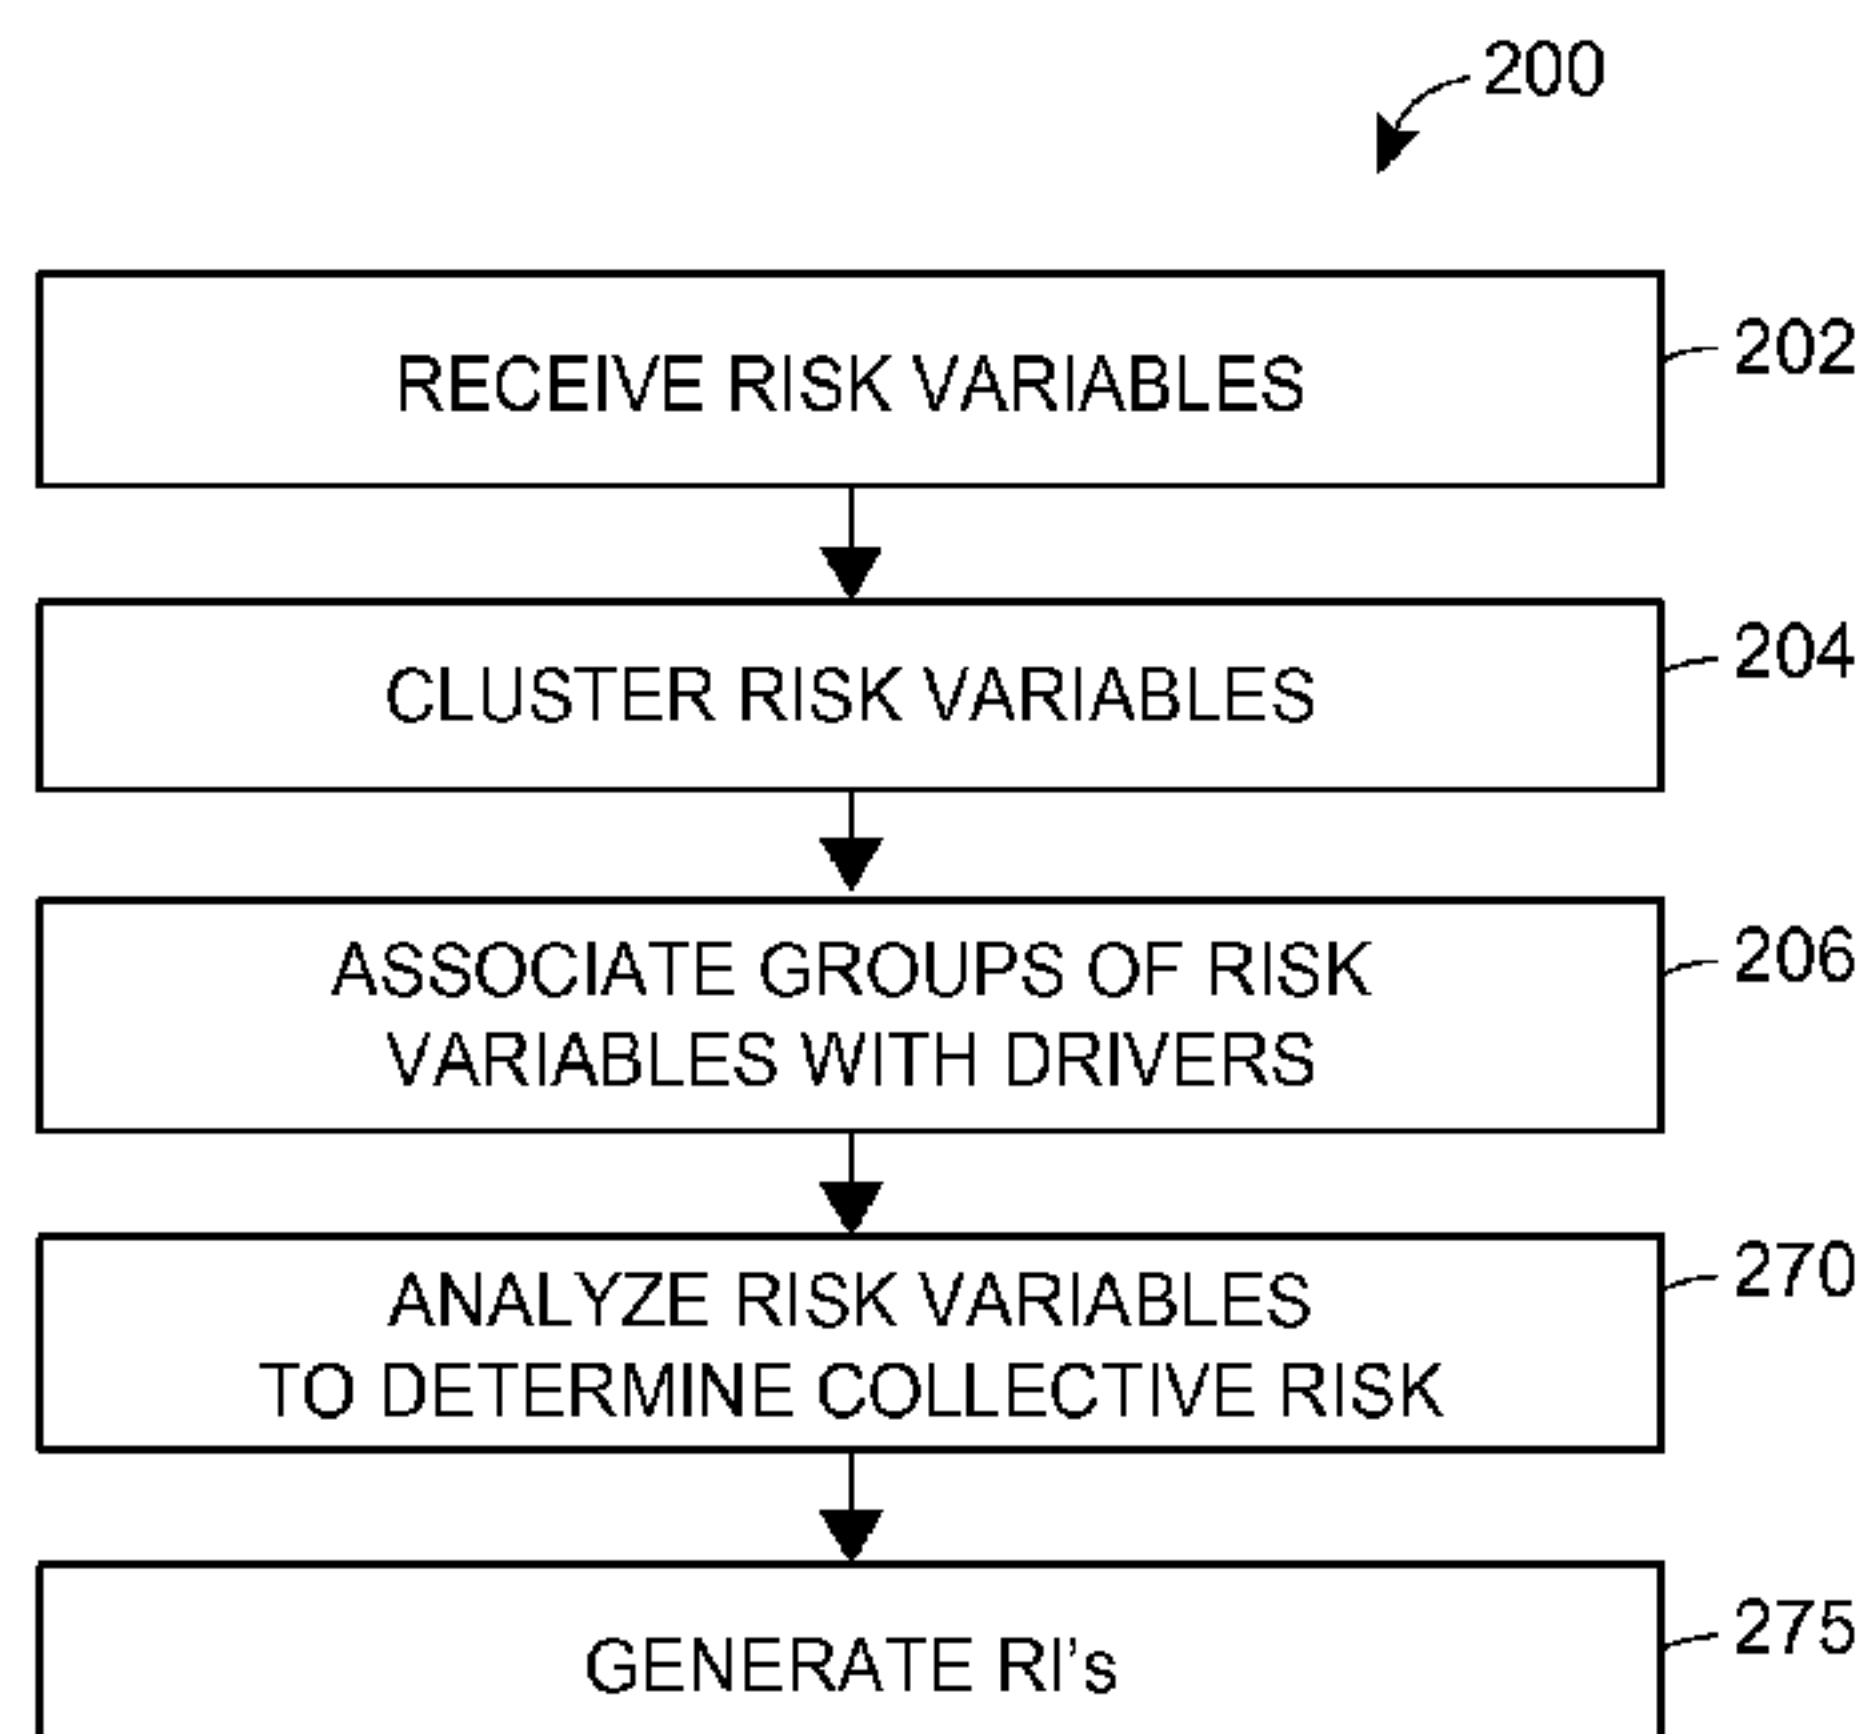 200
RECEIVE RISK VARIABLES
202
CLUSTER RISK VARIABLES
204
ASSOCIATE GROUPS OF RISK
VARIABLES WITH DRIVERS
206
ANALYZE RISK VARIABLES
TO DETERMINE COLLECTIVE RISK
270
GENERATE RI's
275